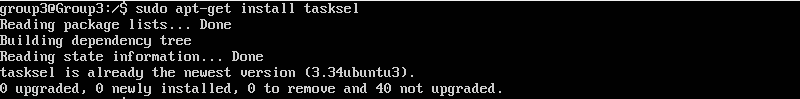 group3@Group3:/$ sudo apt-get install tasksel
Reading package lists... Done
Building dependency tree
Reading state information... Done
tasksel is already the newest version (3.34ubuntu3).
0 upgraded, 0 newly installed, 0 to remove and 40 not upgraded.